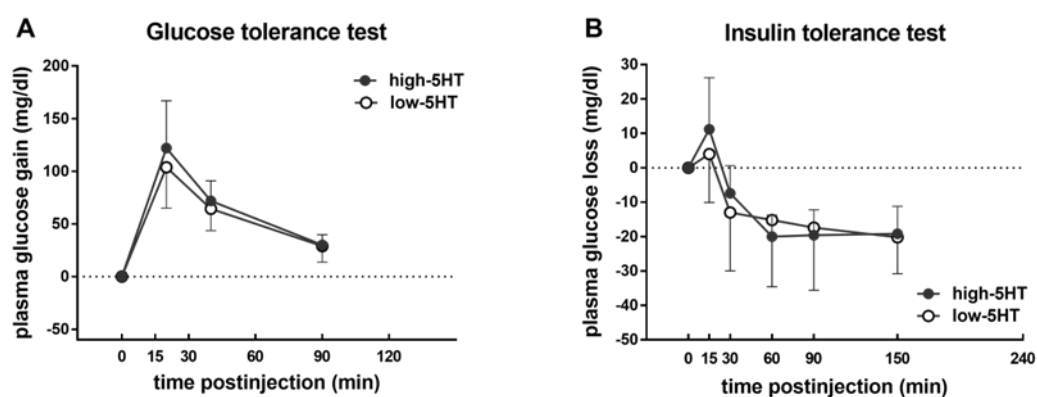 A
Glucose tolerance test
200
150
100
50
0
-50
plasma glucose gain (mg/dl)
high-5HT
low-5HT
0 15 30 60 90 120
time postinjection (min)
B
Insulin tolerance test
30
20
10
0
-10
-20
-30
-40
-50
plasma glucose loss (mg/dl)
high-5HT
low-5HT
0 15 30 60 90 150 240
time postinjection (min)